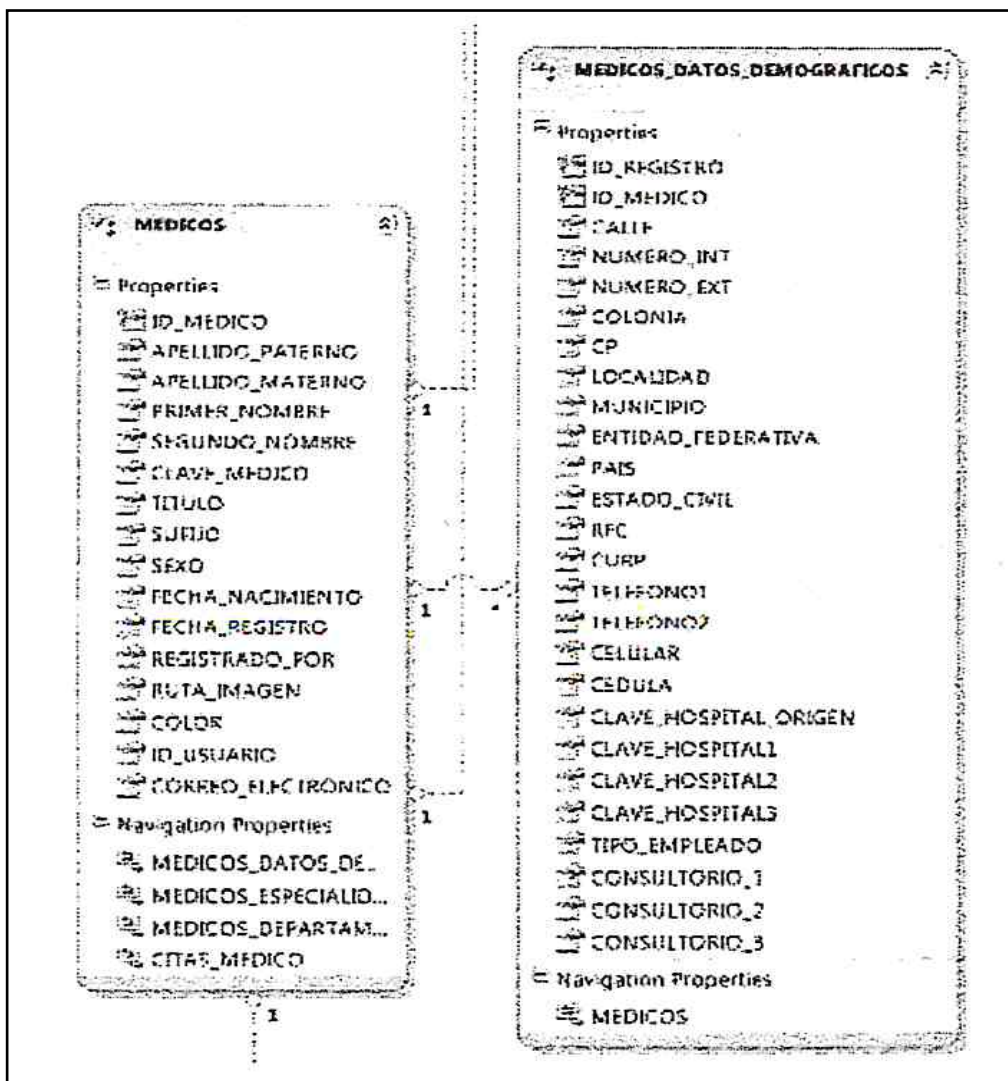 MEDICOS
Properties
ID_MEDICO
APELLIDO_PATERNO
APELLIDO_MATERNO
PRIMER_NOMBRE
SEGUNDO_NOMBRE
CLAVE_MEDICO
TITULO
SUFIJO
SEXO
FECHA_NACIMIENTO
FECHA_REGISTRO
REGISTRADO_POR
RUTA_IMAGEN
COLOR
ID_USUARIO
CORREO_ELECTRONICO
Navigation Properties
MEDICOS_DATOS_DE...
MEDICOS_ESPECIALID...
MEDICOS_DEPARTAM...
CITAS_MEDICO
1
1
*
1
1
MEDICOS_DATOS_DEMOGRAFICOS
Properties
ID_REGISTRO
ID_MEDICO
CALLE
NUMERO_INT
NUMERO_EXT
COLONIA
CP
LOCALIDAD
MUNICIPIO
ENTIDAD_FEDERATIVA
PAIS
ESTADO_CIVIL
RFC
CURP
TELEFONO1
TELEFONO2
CELULAR
CEDULA
CLAVE_HOSPITAL_ORIGEN
CLAVE_HOSPITAL1
CLAVE_HOSPITAL2
CLAVE_HOSPITAL3
TIPO_EMPLEADO
CONSULTORIO_1
CONSULTORIO_2
CONSULTORIO_3
Navigation Properties
MEDICOS